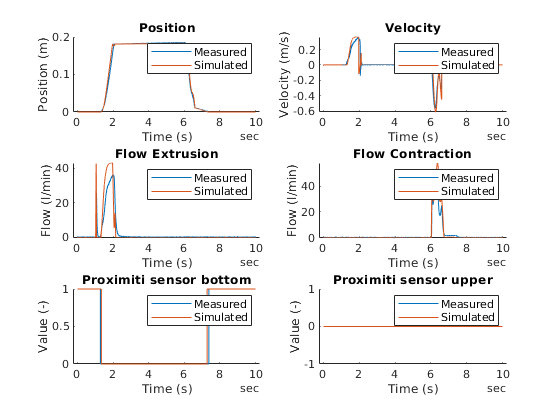 Position
Position (m)
0.2
0.1
0
Measured
Simulated
0 2 4 6 8 10
Time (s)
sec
Velocity
Velocity (m/s)
0.2
0
-0.2
-0.4
-0.6
Measured
Simulated
0 2 4 6 8 10
Time (s)
sec
Flow Extrusion
Flow (l/min)
40
20
0
Measured
Simulated
0 2 4 6 8 10
Time (s)
sec
Flow Contraction
Flow (l/min)
40
20
0
Measured
Simulated
0 2 4 6 8 10
Time (s)
sec
Proximiti sensor bottom
Value (-)
1
0.5
0
Measured
Simulated
0 2 4 6 8 10
Time (s)
sec
Proximiti sensor upper
Value (-)
1
0
-1
Measured
Simulated
0 2 4 6 8 10
Time (s)
sec